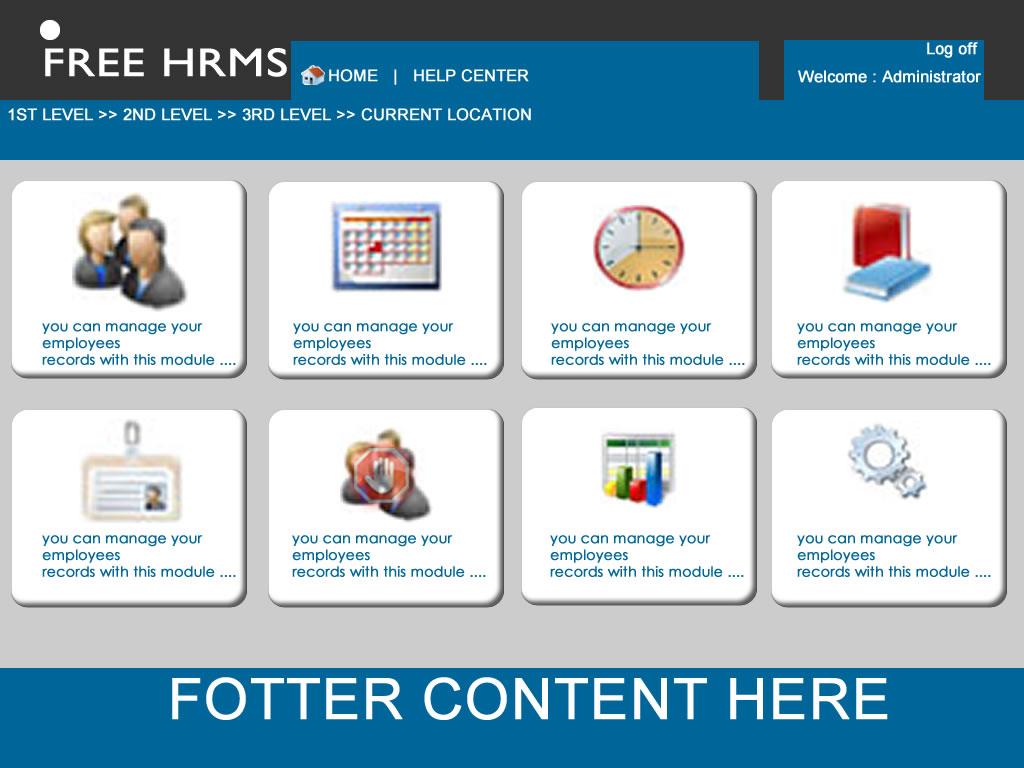 FREE HRMS
HOME | HELP CENTER
Log off
Welcome : Administrator
1ST LEVEL >> 2ND LEVEL >> 3RD LEVEL >> CURRENT LOCATION
you can manage your
employees
records with this module ....
you can manage your
employees
records with this module ....
you can manage your
employees
records with this module ....
you can manage your
employees
records with this module ....
you can manage your
employees
records with this module ....
you can manage your
employees
records with this module ....
you can manage your
employees
records with this module ....
you can manage your
employees
records with this module ....
FOTTER CONTENT HERE